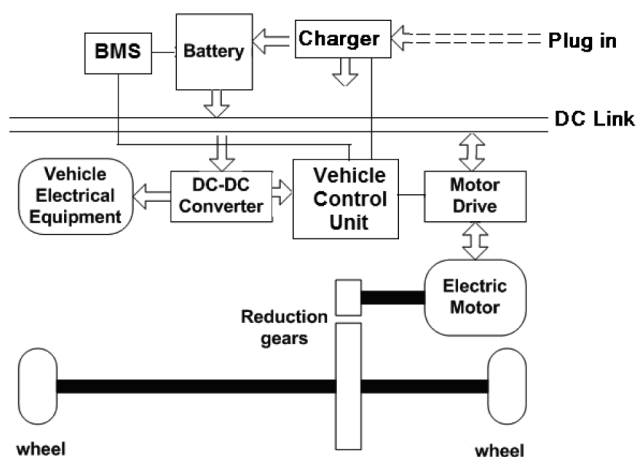 BMS
Battery
Charger
Plug in
DC Link
Vehicle
Electrical
Equipment
DC-DC
Converter
Vehicle
Control
Unit
Motor
Drive
Electric
Motor
Reduction
gears
wheel
wheel